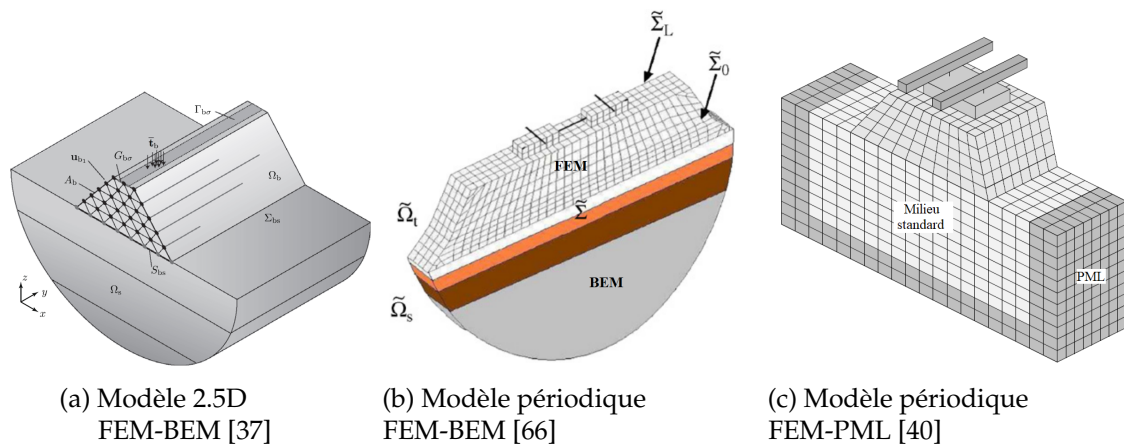 Γbσ
t̄b
ub1
Gbσ
Ab
Ωb
Σbs
Sbs
Ωs
z
y
x
Σ̃L
Σ̃0
FEM
Σ̃
Ω̃t
BEM
Ω̃s
Milieu
standard
PML
(a) Modèle 2.5D
FEM-BEM [37]
(b) Modèle périodique
FEM-BEM [66]
(c) Modèle périodique
FEM-PML [40]